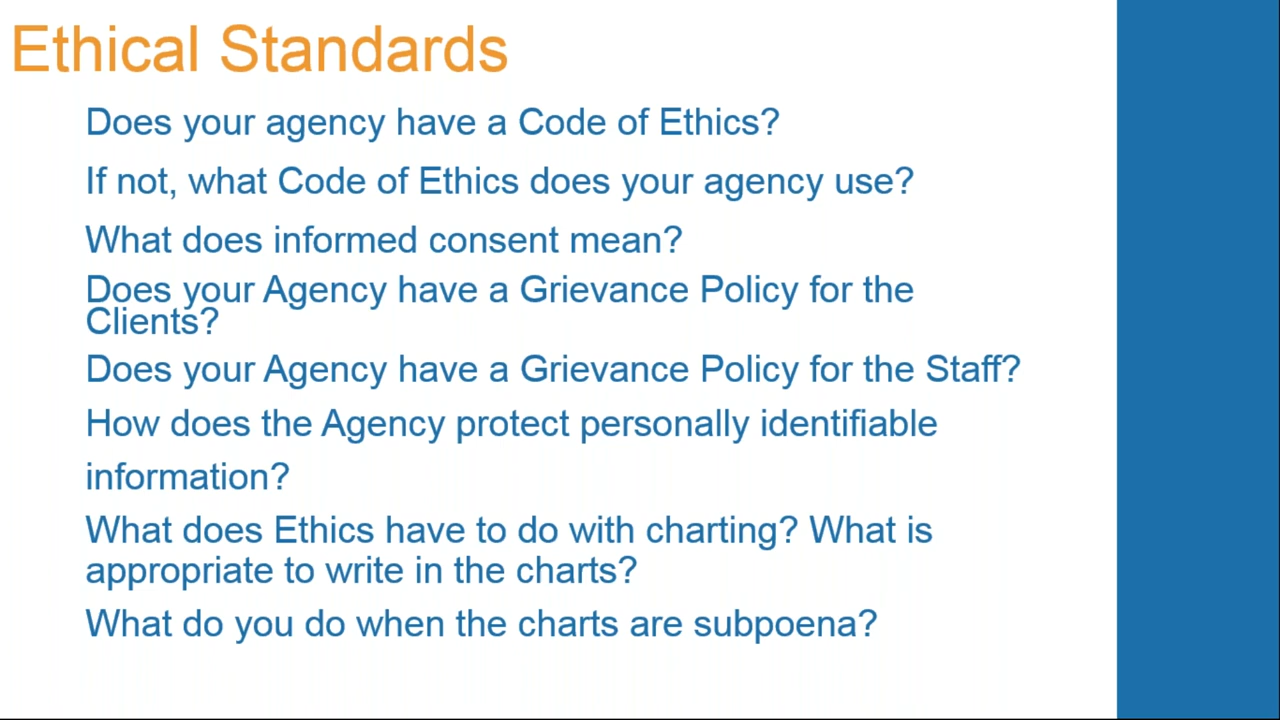 Ethical Standards
Does your agency have a Code of Ethics?
If not, what Code of Ethics does your agency use?
What does informed consent mean?
Does your Agency have a Grievance Policy for the
Clients?
Does your Agency have a Grievance Policy for the Staff?
How does the Agency protect personally identifiable
information?
What does Ethics have to do with charting? What is
appropriate to write in the charts?
What do you do when the charts are subpoena?